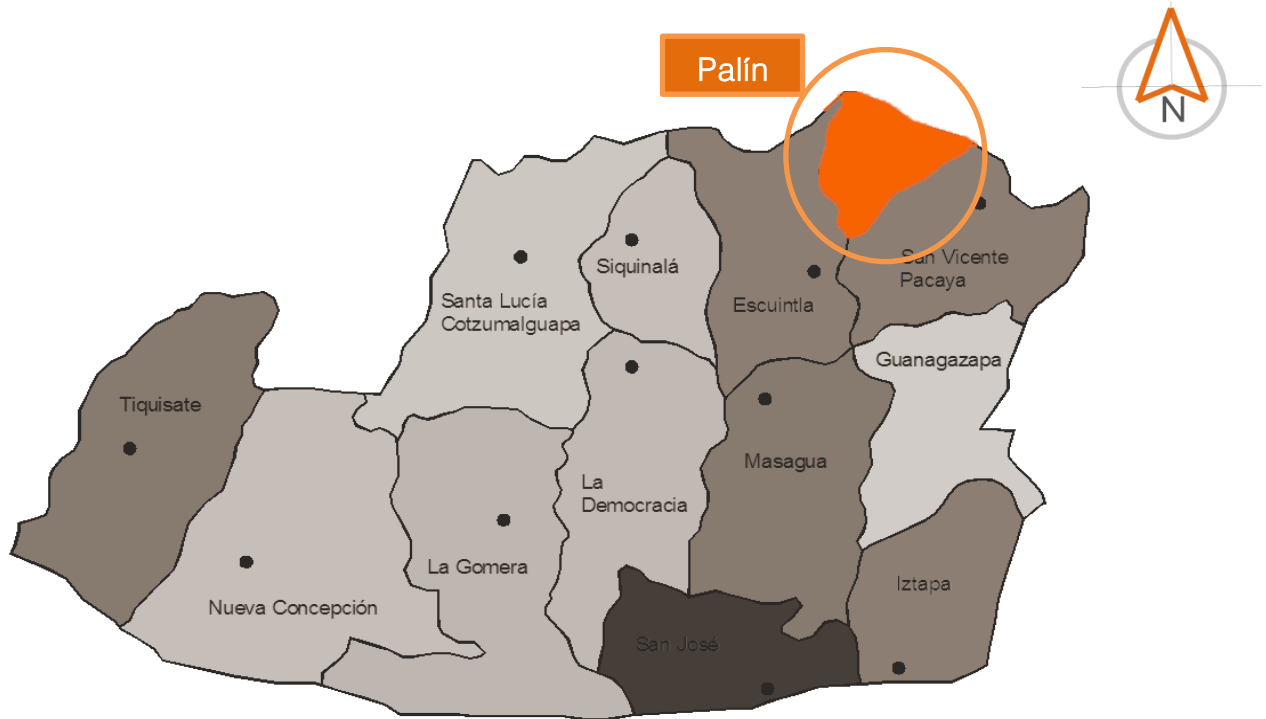 Palín
N
San Vicente
Pacaya
Siquinalá
Santa Lucía
Cotzumalguapa
Escuintla
Guanagazapa
Tiquisate
Masagua
La
Democracia
La Gomera
Iztapa
Nueva Concepción
San José